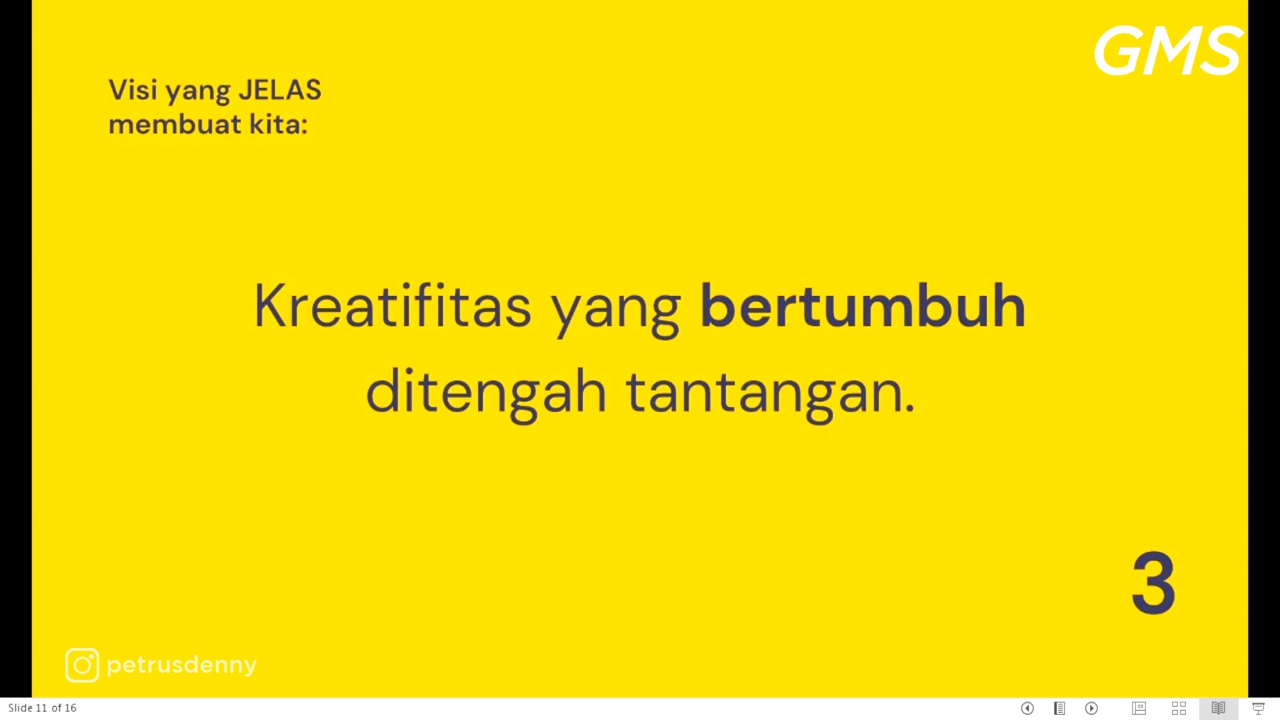 GMS
Visi yang JELAS
membuat kita:
Kreatifitas yang bertumbuh
ditengah tantangan.
3
petrusdenny
Slide 11 of 16